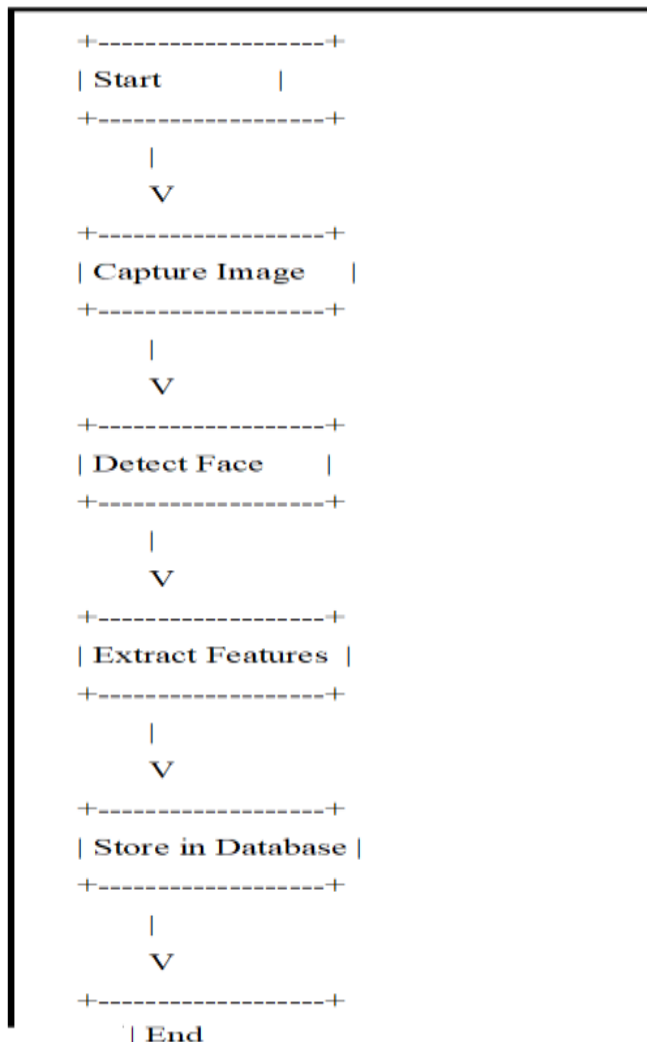 +-------------------+
| Start             |
+-------------------+
|
V
+-------------------+
| Capture Image     |
+-------------------+
|
V
+-------------------+
| Detect Face       |
+-------------------+
|
V
+-------------------+
| Extract Features  |
+-------------------+
|
V
+-------------------+
| Store in Database |
+-------------------+
|
V
+-------------------+
| End